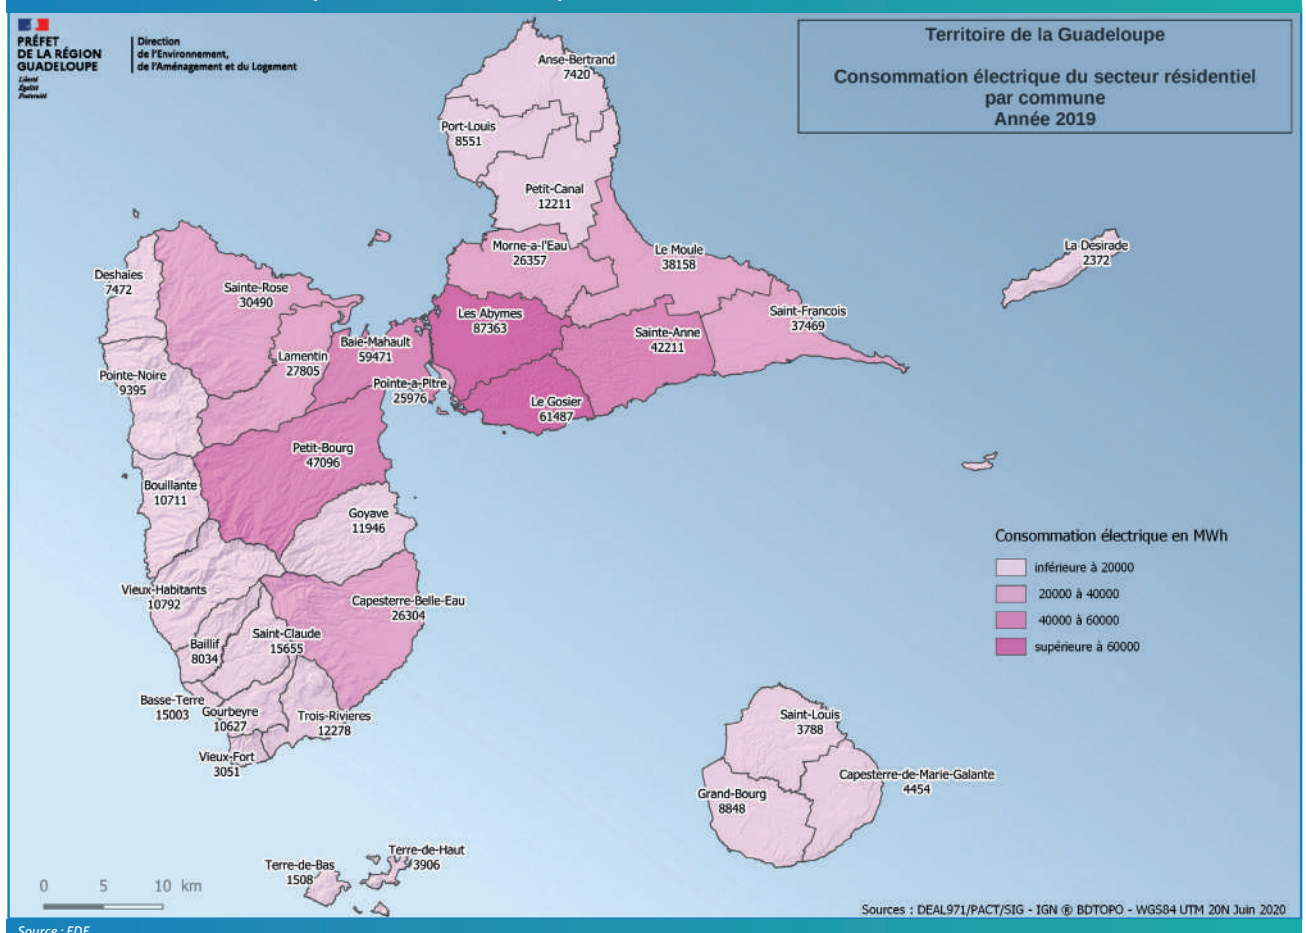 PRÉFET
DE LA RÉGION
GUADELOUPE
Liberté
Égalité
Fraternité
Direction
de l'Environnement,
de l'Aménagement et du Logement
Territoire de la Guadeloupe
Consommation électrique du secteur résidentiel
par commune
Année 2019
Anse-Bertrand
7420
Port-Louis
8551
Petit-Canal
12211
Morne-a-l'Eau
26357
Le Moule
38158
La Desirade
2372
Deshaies
7472
Sainte-Rose
30490
Les Abymes
87363
Saint-Francois
37469
Sainte-Anne
42211
Baie-Mahault
59471
Lamentin
27805
Pointe-Noire
9395
Pointe-a-Pitre
25976
Le Gosier
61487
Petit-Bourg
47096
Bouillante
10711
Goyave
11946
Vieux-Habitants
10792
Capesterre-Belle-Eau
26304
Saint-Claude
15655
Baillif
8034
Basse-Terre
15003
Gourbeyre
10627
Trois-Rivieres
12278
Vieux-Fort
3051
Saint-Louis
3788
Capesterre-de-Marie-Galante
4454
Grand-Bourg
8848
Terre-de-Haut
3906
Terre-de-Bas
1508
Consommation électrique en MWh
inférieure à 20000
20000 à 40000
40000 à 60000
supérieure à 60000
0 5 10 km
Sources : DEAL971/PACT/SIG - IGN ® BDTOPO - WGS84 UTM 20N Juin 2020
Source : EDF